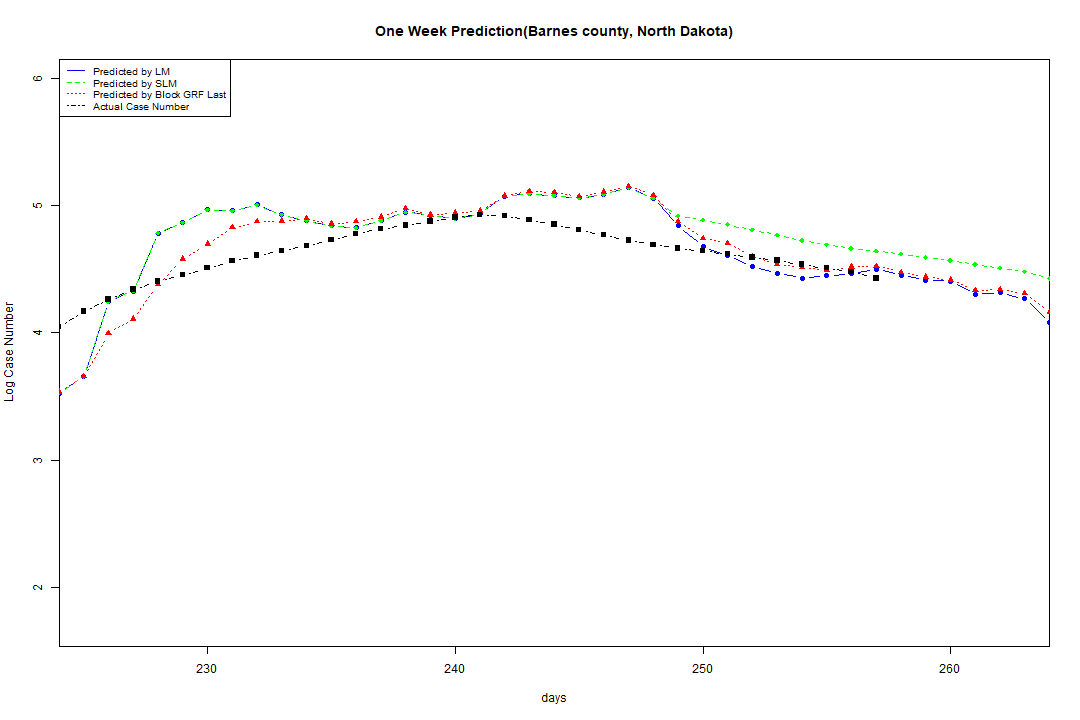 One Week Prediction(Barnes county, North Dakota)
Predicted by LM
Predicted by SLM
Predicted by Block GRF Last
Actual Case Number
6
5
4
3
2
Log Case Number
230 240 250 260
days